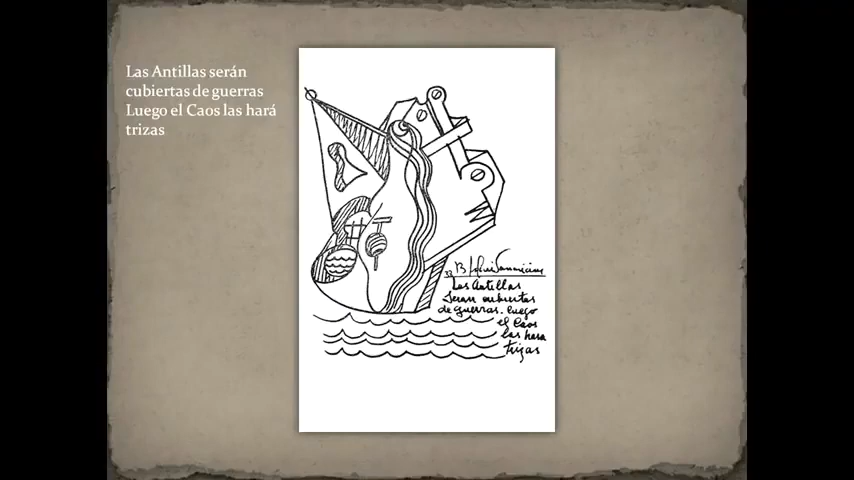 Las Antillas serán
cubiertas de guerras
Luego el Caos las hará
trizas
Las Antillas
Seran cubiertas
de guerras. luego
el Caos
las hara
trizas